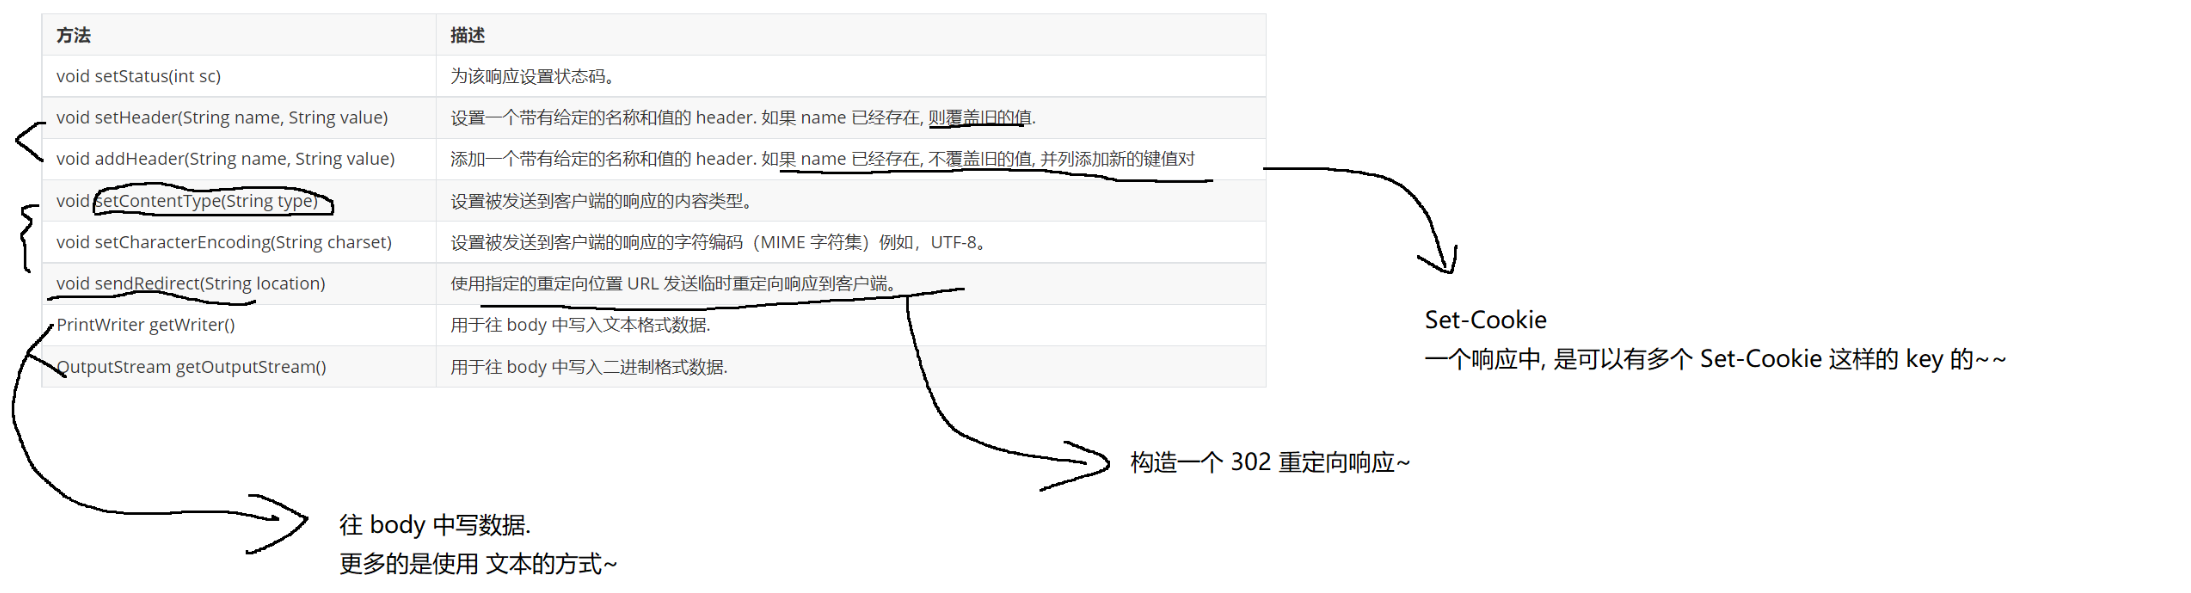 方法 描述
void setStatus(int sc) 为该响应设置状态码。
void setHeader(String name, String value) 设置一个带有给定的名称和值的 header. 如果 name 已经存在, 则覆盖旧的值.
void addHeader(String name, String value) 添加一个带有给定的名称和值的 header. 如果 name 已经存在, 不覆盖旧的值, 并列添加新的键值对
void setContentType(String type) 设置被发送到客户端的响应的内容类型。
void setCharacterEncoding(String charset) 设置被发送到客户端的响应的字符编码（MIME 字符集）例如，UTF-8。
void sendRedirect(String location) 使用指定的重定向位置 URL 发送临时重定向响应到客户端。
PrintWriter getWriter() 用于往 body 中写入文本格式数据.
OutputStream getOutputStream() 用于往 body 中写入二进制格式数据.
Set-Cookie
一个响应中, 是可以有多个 Set-Cookie 这样的 key 的~~
构造一个 302 重定向响应~
往 body 中写数据.
更多的是使用 文本的方式~